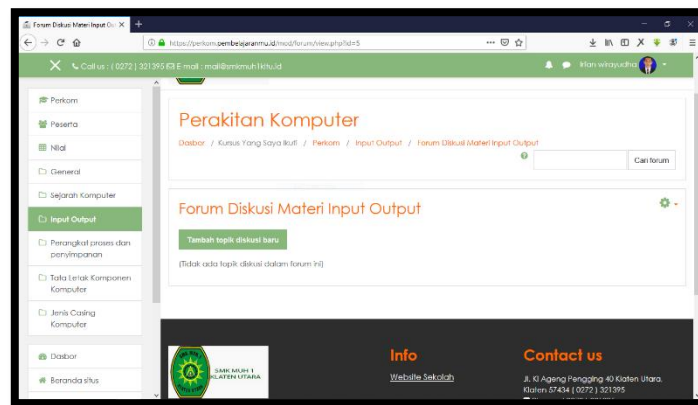 Forum Diskusi Materi Input Ou
https://perkom.pembelajaranmu.id/mod/forum/view.php?id=5
Call us : ( 0272 ) 321395 E mail : mail@smkmuh1kltu.id
Irfan wirayudha
Perkom
Peserta
Nilai
General
Sejarah Komputer
Input Output
Perangkat proses dan
penyimpanan
Tata Letak Komponen
Komputer
Jenis Casing
Komputer
Dasbor
Beranda situs
Perakitan Komputer
Dasbor / Kursus Yang Saya Ikuti / Perkom / Input Output / Forum Diskusi Materi Input Output
Cari forum
Forum Diskusi Materi Input Output
Tambah topik diskusi baru
(Tidak ada topik diskusi dalam forum ini)
SMK MUH 1
KLATEN UTARA
Info
Website Sekolah
Contact us
Jl. Ki Ageng Pengging 40 Klaten Utara,
Klaten 57434 ( 0272 ) 321395